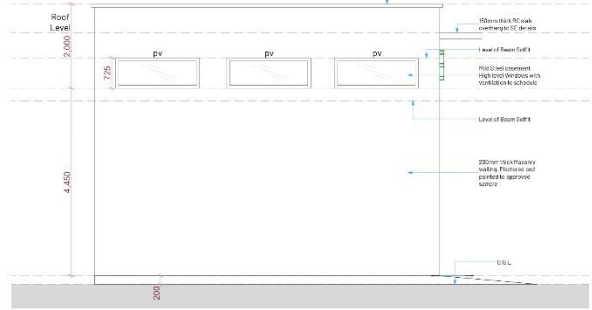 Roof
Level
2,000
725
4,450
200
pv
pv
pv
150mm thick RC slab
overhang to SE details
Level of Beam Soffit
Mild Steel casement
High level Windows with
ventilation to schedule
Level of Beam Soffit
200mm thick Masonry
walling. Plastered and
painted to approved
sample
O.G.L